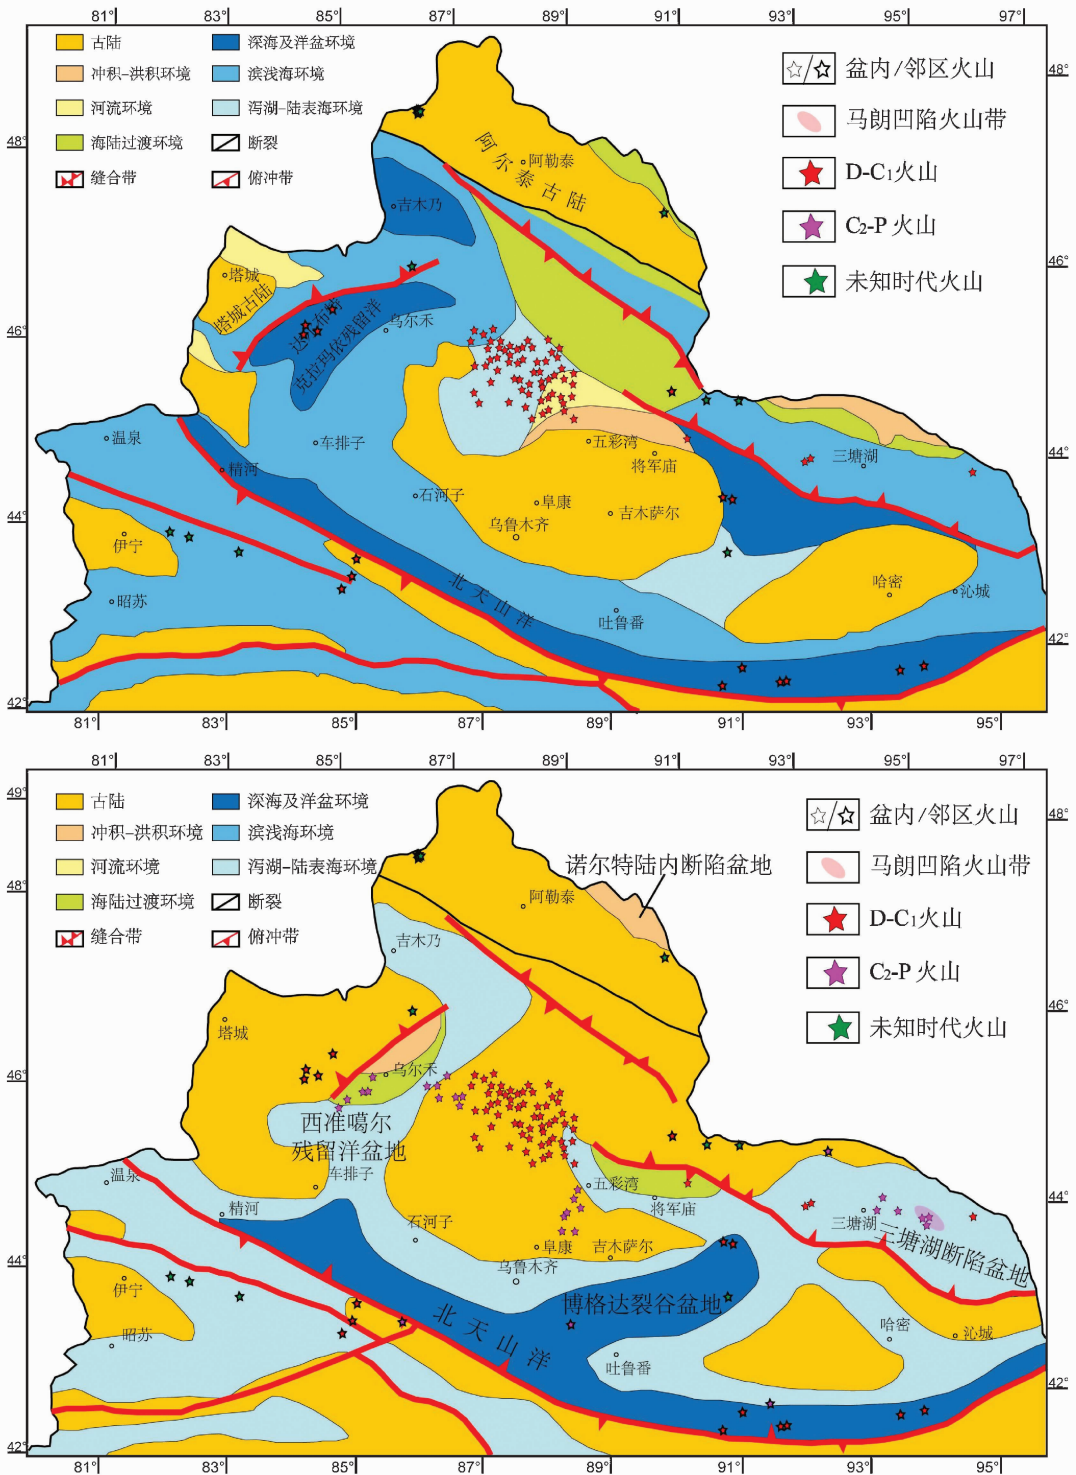 81° 83° 85° 87° 89° 91° 93° 95° 97°
古陆 深海及洋盆环境
冲积-洪积环境 滨浅海环境
河流环境 泻湖-陆表海环境
海陆过渡环境 断裂
缝合带 俯冲带
盆内/邻区火山
马朗凹陷火山带
D-C1火山
C2-P 火山
未知时代火山
48°
48°
46°
46°
44°
44°
42°
42°
阿尔泰古陆
阿勒泰
吉木乃
塔城
塔城古陆
达拉布特
克拉玛依残留洋
乌尔禾
温泉
车排子
精河
石河子
五彩湾
将军庙
三塘湖
阜康
吉木萨尔
乌鲁木齐
伊宁
昭苏
北天山洋
吐鲁番
哈密
沁城
81° 83° 85° 87° 89° 91° 93° 95°
81° 83° 85° 87° 89° 91° 93° 95° 97°
49°
古陆 深海及洋盆环境
冲积-洪积环境 滨浅海环境
河流环境 泻湖-陆表海环境
海陆过渡环境 断裂
缝合带 俯冲带
盆内/邻区火山
马朗凹陷火山带
D-C1火山
C2-P 火山
未知时代火山
48°
48°
46°
46°
44°
44°
42°
42°
诺尔特陆内断陷盆地
阿勒泰
吉木乃
塔城
乌尔禾
西准噶尔
残留洋盆地
温泉
车排子
精河
石河子
五彩湾
将军庙
三塘湖
三塘湖断陷盆地
阜康
吉木萨尔
乌鲁木齐
博格达裂谷盆地
伊宁
昭苏
北天山洋
吐鲁番
哈密
沁城
81° 83° 85° 87° 89° 91° 93° 95°